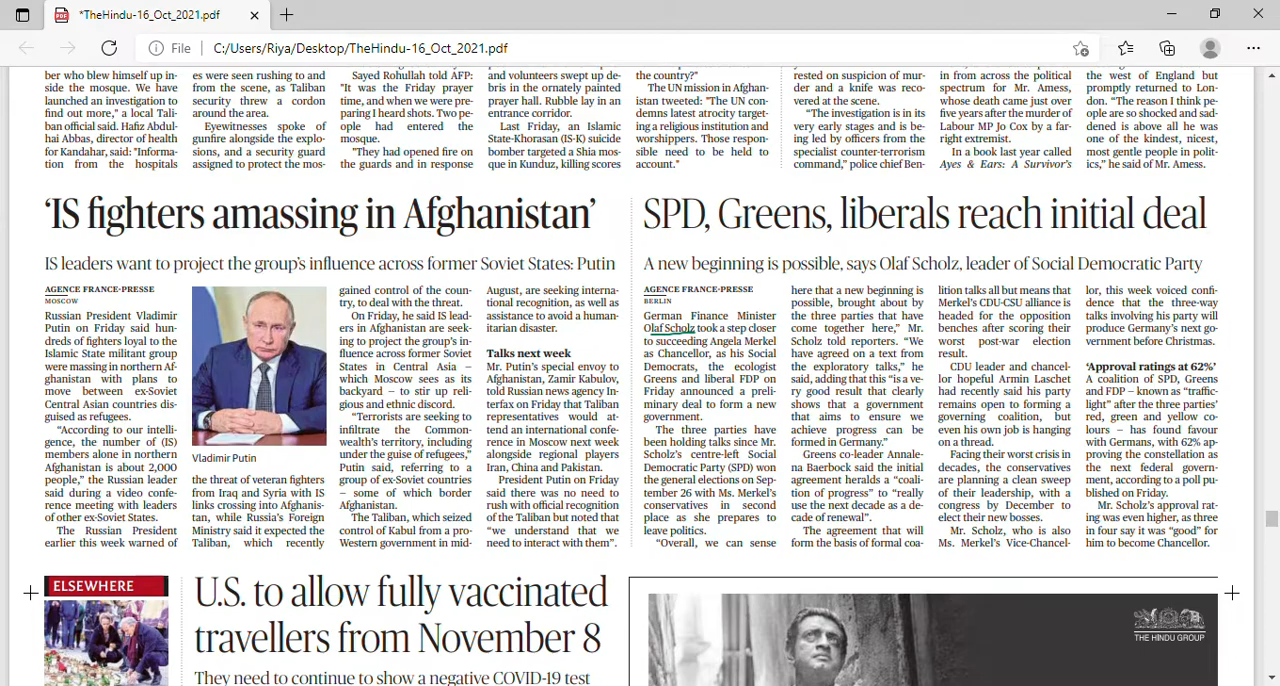 *TheHindu-16_Oct_2021.pdf
File
C:/Users/Riya/Desktop/TheHindu-16_Oct_2021.pdf
ber who blew himself up in-
side the mosque. We have
launched an investigation to
find out more," a local Tali-
ban official said. Hafiz Abdul-
hai Abbas, director of health
for Kandahar, said: "Informa-
tion from the hospitals
es were seen rushing to and
from the scene, as Taliban
security threw a cordon
around the area.
Eyewitnesses spoke of
gunfire alongside the explo-
sions, and a security guard
assigned to protect the mos-
Sayed Rohullah told AFP:
"It was the Friday prayer
time, and when we were pre-
paring I heard shots. Two pe-
ople had entered the
mosque.
"They had opened fire on
the guards and in response
and volunteers swept up de-
bris in the ornately painted
prayer hall. Rubble lay in an
entrance corridor.
Last Friday, an Islamic
State-Khorasan (IS-K) suicide
bomber targeted a Shia mos-
que in Kunduz, killing scores
the country?"
The UN mission in Afghan-
istan tweeted: "The UN con-
demns latest atrocity target-
ing a religious institution and
worshippers. Those respon-
sible need to be held to
account."
rested on suspicion of mur-
der and a knife was reco-
vered at the scene.
"The investigation is in its
very early stages and is be-
ing led by officers from the
specialist counter-terrorism
command," police chief Ben-
in from across the political
spectrum for Mr. Amess,
whose death came just over
five years after the murder of
Labour MP Jo Cox by a far-
right extremist.
In a book last year called
Ayes & Ears: A Survivor's
the west of England but
promptly returned to Lon-
don. "The reason I think pe-
ople are so shocked and sad-
dened is above all he was
one of the kindest, nicest,
most gentle people in polit-
ics," he said of Mr. Amess.
'IS fighters amassing in Afghanistan'
IS leaders want to project the group's influence across former Soviet States: Putin
AGENCE FRANCE-PRESSE
MOSCOW
Russian President Vladimir
Putin on Friday said hun-
dreds of fighters loyal to the
Islamic State militant group
were massing in northern Af-
ghanistan with plans to
move between ex-Soviet
Central Asian countries dis-
guised as refugees.
"According to our intelli-
gence, the number of (IS)
members alone in northern
Afghanistan is about 2,000
people," the Russian leader
said during a video confe-
rence meeting with leaders
of other ex-Soviet States.
The Russian President
earlier this week warned of
Vladimir Putin
the threat of veteran fighters
from Iraq and Syria with IS
links crossing into Afghanis-
tan, while Russia's Foreign
Ministry said it expected the
Taliban, which recently
gained control of the coun-
try, to deal with the threat.
On Friday, he said IS lead-
ers in Afghanistan are seek-
ing to project the group's in-
fluence across former Soviet
States in Central Asia –
which Moscow sees as its
backyard – to stir up reli-
gious and ethnic discord.
"Terrorists are seeking to
infiltrate the Common-
wealth's territory, including
under the guise of refugees,"
Putin said, referring to a
group of ex-Soviet countries
– some of which border
Afghanistan.
The Taliban, which seized
control of Kabul from a pro-
Western government in mid-
August, are seeking interna-
tional recognition, as well as
assistance to avoid a human-
itarian disaster.
Talks next week
Mr. Putin's special envoy to
Afghanistan, Zamir Kabulov,
told Russian news agency In-
terfax on Friday that Taliban
representatives would at-
tend an international confe-
rence in Moscow next week
alongside regional players
Iran, China and Pakistan.
President Putin on Friday
said there was no need to
rush with official recognition
of the Taliban but noted that
"we understand that we
need to interact with them".
SPD, Greens, liberals reach initial deal
A new beginning is possible, says Olaf Scholz, leader of Social Democratic Party
AGENCE FRANCE-PRESSE
BERLIN
German Finance Minister
Olaf Scholz took a step closer
to succeeding Angela Merkel
as Chancellor, as his Social
Democrats, the ecologist
Greens and liberal FDP on
Friday announced a preli-
minary deal to form a new
government.
The three parties have
been holding talks since Mr.
Scholz's centre-left Social
Democratic Party (SPD) won
the general elections on Sep-
tember 26 with Ms. Merkel's
conservatives in second
place as she prepares to
leave politics.
"Overall, we can sense
here that a new beginning is
possible, brought about by
the three parties that have
come together here," Mr.
Scholz told reporters. "We
have agreed on a text from
the exploratory talks," he
said, adding that this "is a ve-
ry good result that clearly
shows that a government
that aims to ensure we
achieve progress can be
formed in Germany."
Greens co-leader Annale-
na Baerbock said the initial
agreement heralds a "coali-
tion of progress" to "really
use the next decade as a de-
cade of renewal".
The agreement that will
form the basis of formal coa-
lition talks all but means that
Merkel's CDU-CSU alliance is
headed for the opposition
benches after scoring their
worst post-war election
result.
CDU leader and chancel-
lor hopeful Armin Laschet
had recently said his party
remains open to forming a
governing coalition, but
even his own job is hanging
on a thread.
Facing their worst crisis in
decades, the conservatives
are planning a clean sweep
of their leadership, with a
congress by December to
elect their new bosses.
Mr. Scholz, who is also
Ms. Merkel's Vice-Chancel-
lor, this week voiced confi-
dence that the three-way
talks involving his party will
produce Germany's next go-
vernment before Christmas.
'Approval ratings at 62%'
A coalition of SPD, Greens
and FDP – known as "traffic-
light" after the three parties'
red, green and yellow co-
lours – has found favour
with Germans, with 62% ap-
proving the constellation as
the next federal govern-
ment, according to a poll pu-
blished on Friday.
Mr. Scholz's approval rat-
ing was even higher, as three
in four say it was "good" for
him to become Chancellor.
ELSEWHERE
U.S. to allow fully vaccinated
travellers from November 8
They need to continue to show a negative COVID-19 test
THE HINDU GROUP